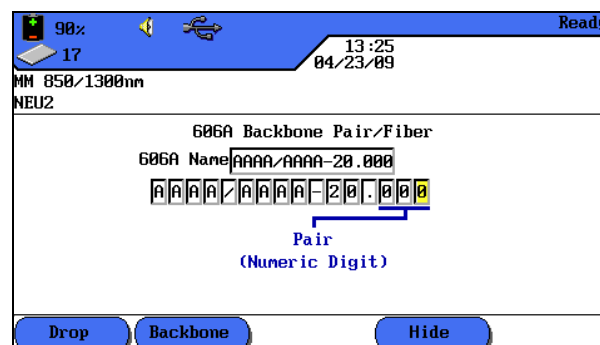 90% Ready
17
13:25
04/23/09
MM 850/1300nm
NEU2
606A Backbone Pair/Fiber
606A Name AAAA/AAAA-20.000
AAAA/AAAA-20.000
Pair
(Numeric Digit)
Drop Backbone Hide